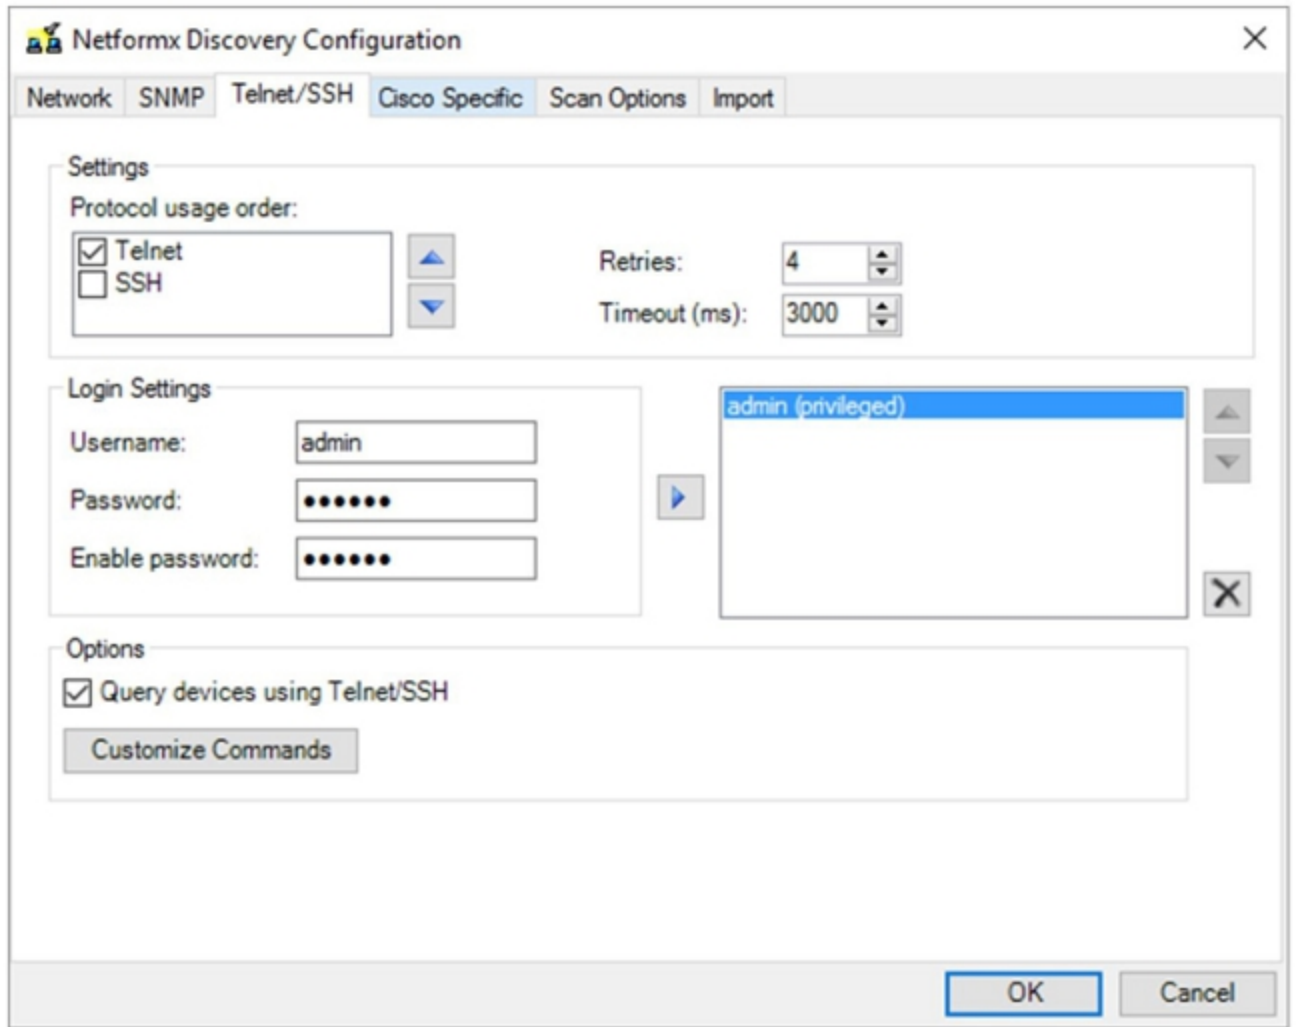 Netformx Discovery Configuration
Network SNMP Telnet/SSH Cisco Specific Scan Options Import
Settings
Protocol usage order:
Telnet
SSH
Retries: 4
Timeout (ms): 3000
Login Settings
Username: admin
Password: ••••••
Enable password: ••••••
admin (privileged)
Options
Query devices using Telnet/SSH
Customize Commands
OK Cancel